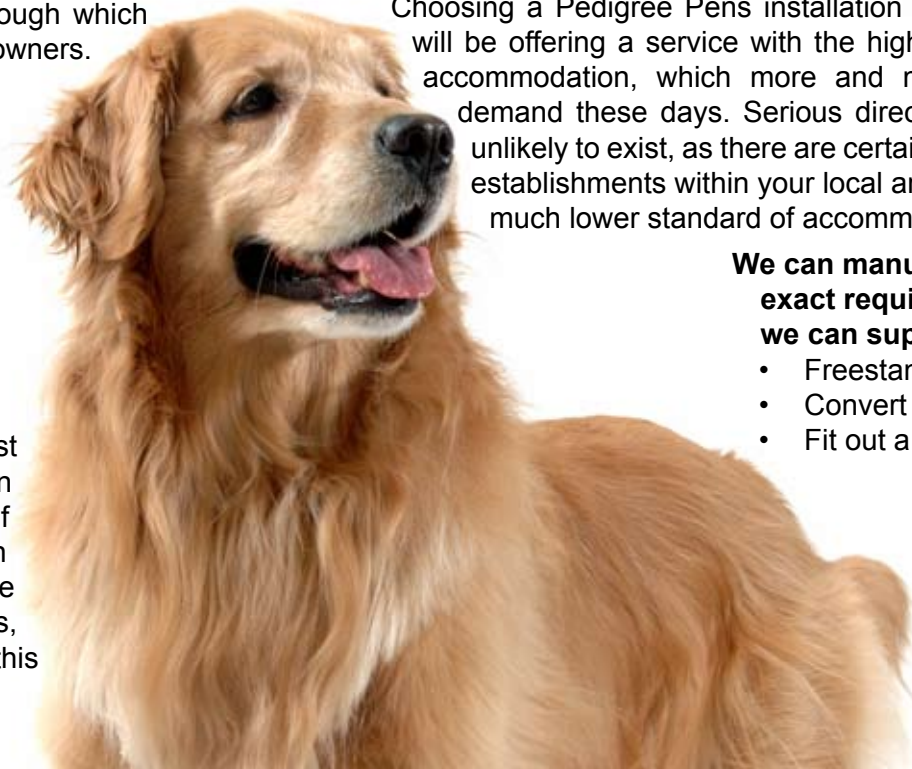 ough which
owners.
st
n
f
n
e
s,
this
Choosing a Pedigree Pens installation
will be offering a service with the high
accommodation, which more and
demand these days. Serious direc
unlikely to exist, as there are certai
establishments within your local ar
much lower standard of accomm
We can manu
exact requi
we can sup
• Freestan
• Convert
• Fit out a